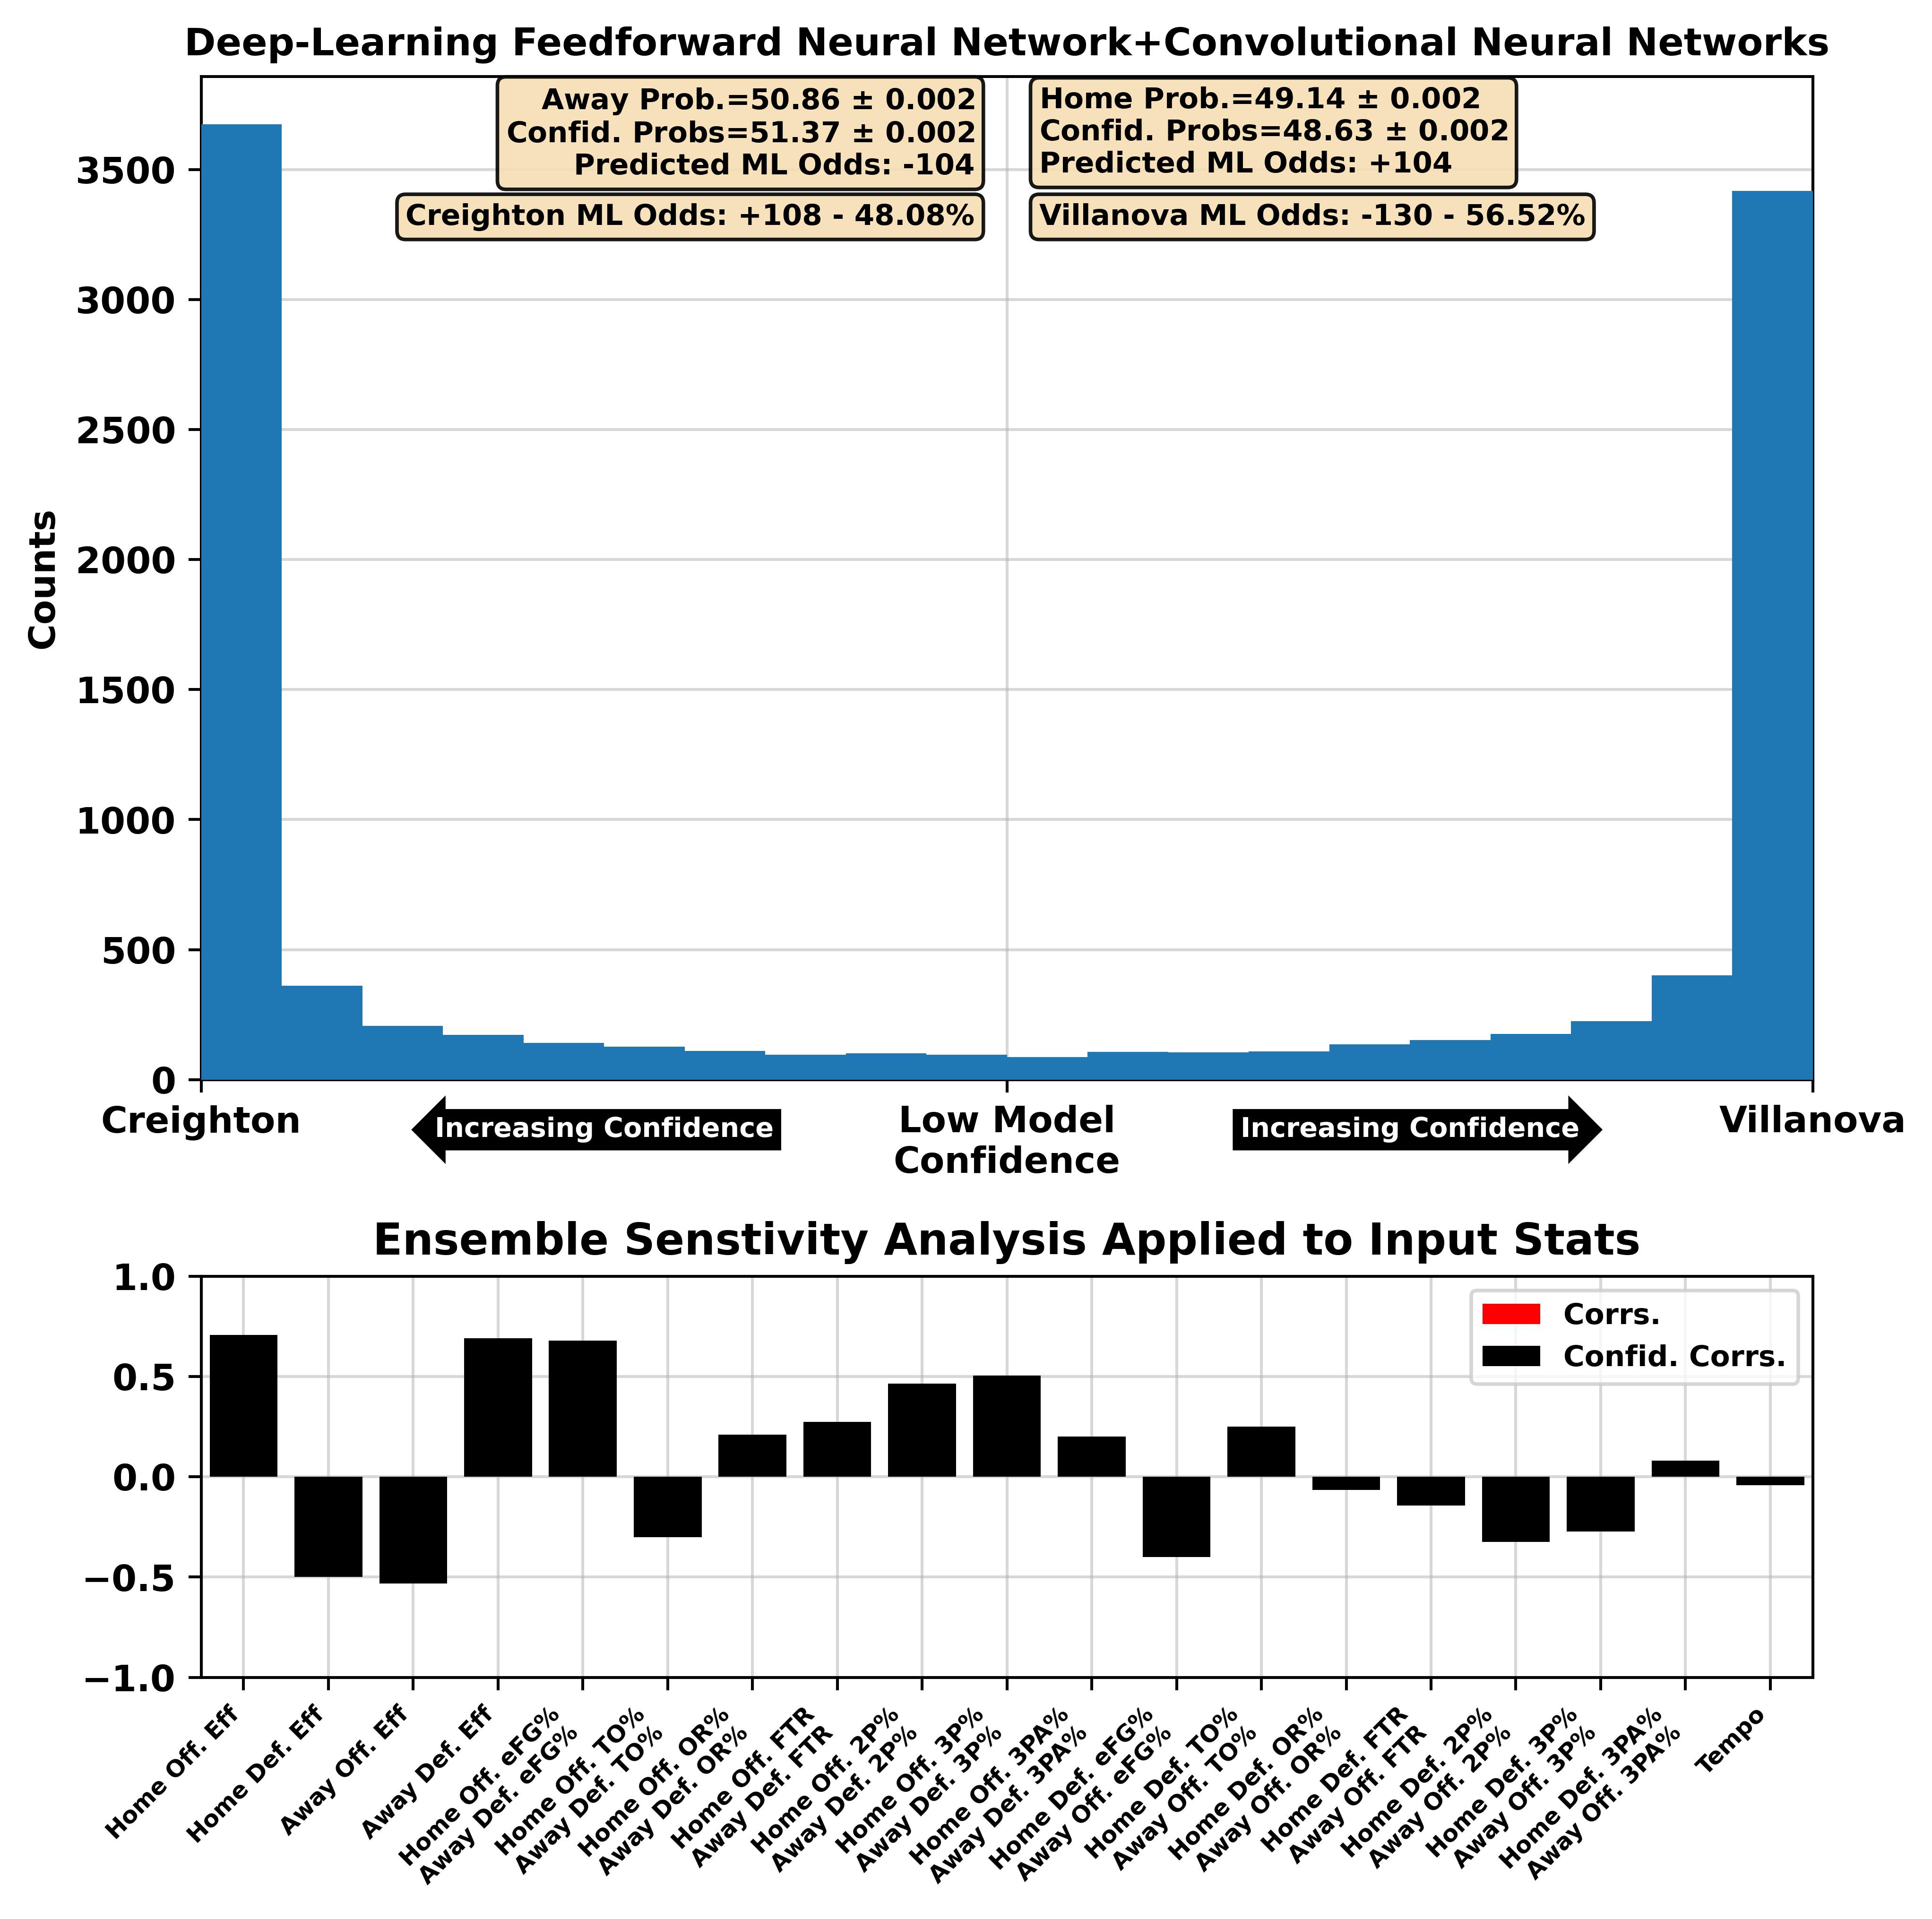 Deep-Learning Feedforward Neural Network+Convolutional Neural Networks
Away Prob.=50.86 ± 0.002
Confid. Probs=51.37 ± 0.002
Predicted ML Odds: -104
Creighton ML Odds: +108 - 48.08%
Home Prob.=49.14 ± 0.002
Confid. Probs=48.63 ± 0.002
Predicted ML Odds: +104
Villanova ML Odds: -130 - 56.52%
Counts
3500
3000
2500
2000
1500
1000
500
0
Creighton
Increasing Confidence
Low Model
Confidence
Increasing Confidence
Villanova
Ensemble Senstivity Analysis Applied to Input Stats
Corrs.
Confid. Corrs.
1.0
0.5
0.0
−0.5
−1.0
Home Off. Eff
Home Def. Eff
Away Off. Eff
Away Def. Eff
Home Off. eFG%
Away Def. eFG%
Home Off. TO%
Away Def. TO%
Home Off. OR%
Away Def. OR%
Home Off. FTR
Away Def. FTR
Home Off. 2P%
Away Def. 2P%
Home Off. 3P%
Away Def. 3P%
Home Off. 3PA%
Away Def. 3PA%
Home Def. eFG%
Away Off. eFG%
Home Def. TO%
Away Off. TO%
Home Def. OR%
Away Off. OR%
Home Def. FTR
Away Off. FTR
Home Def. 2P%
Away Off. 2P%
Home Def. 3P%
Away Off. 3P%
Home Def. 3PA%
Away Off. 3PA%
Tempo